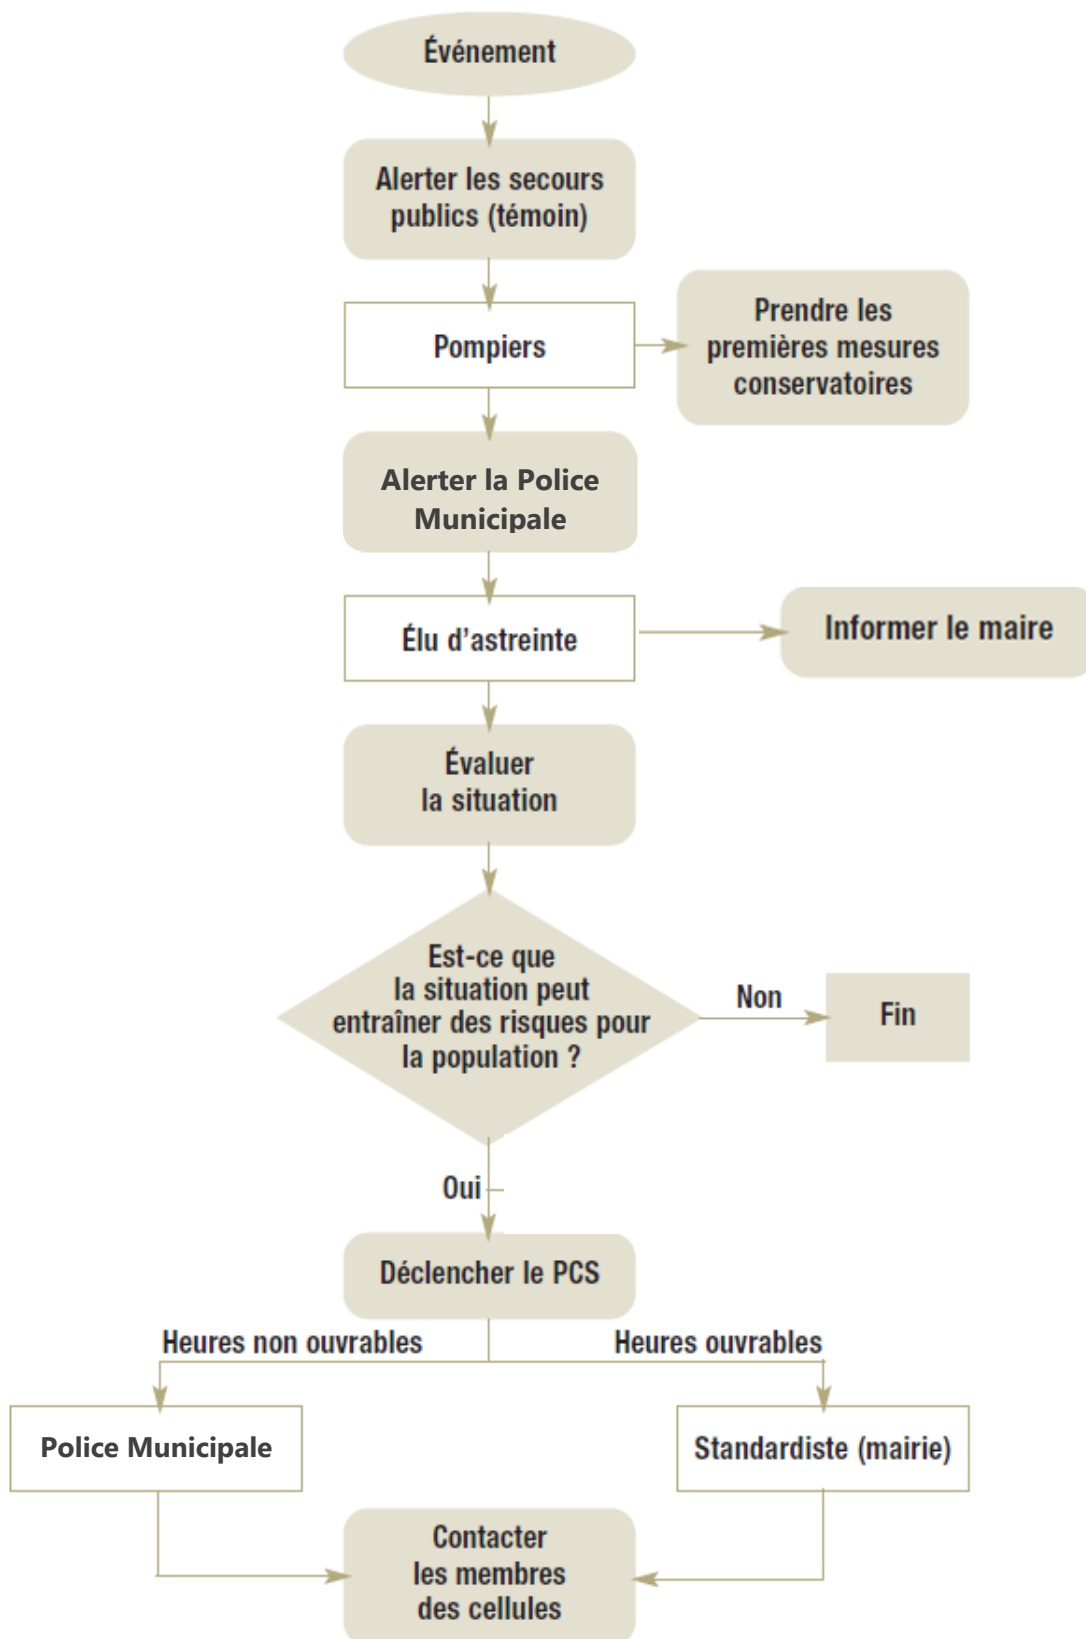 Événement
Alerter les secours
publics (témoin)
Pompiers
Prendre les
premières mesures
conservatoires
Alerter la Police
Municipale
Élu d’astreinte
Informer le maire
Évaluer
la situation
Est-ce que
la situation peut
entraîner des risques pour
la population ?
Non
Fin
Oui
Déclencher le PCS
Heures non ouvrables
Heures ouvrables
Police Municipale
Standardiste (mairie)
Contacter
les membres
des cellules